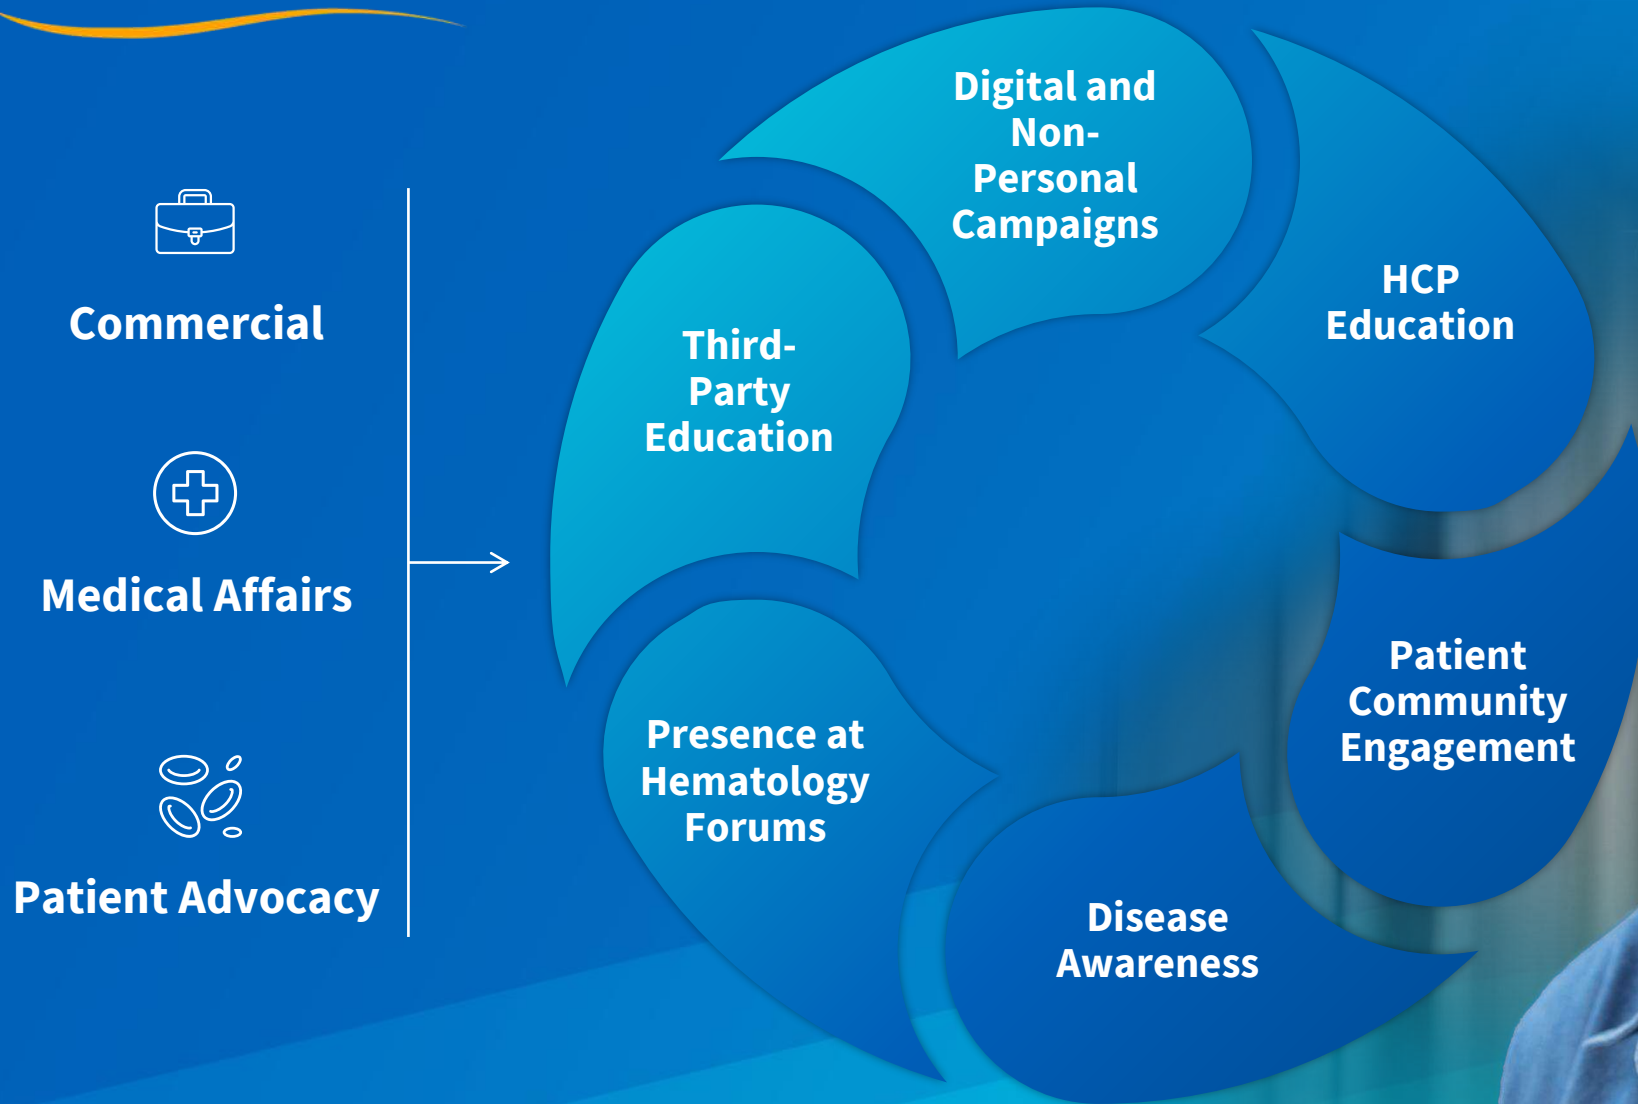 Commercial
Medical Affairs
Patient Advocacy
Digital and
Non-
Personal
Campaigns
HCP
Education
Third-
Party
Education
Patient
Community
Engagement
Presence at
Hematology
Forums
Disease
Awareness